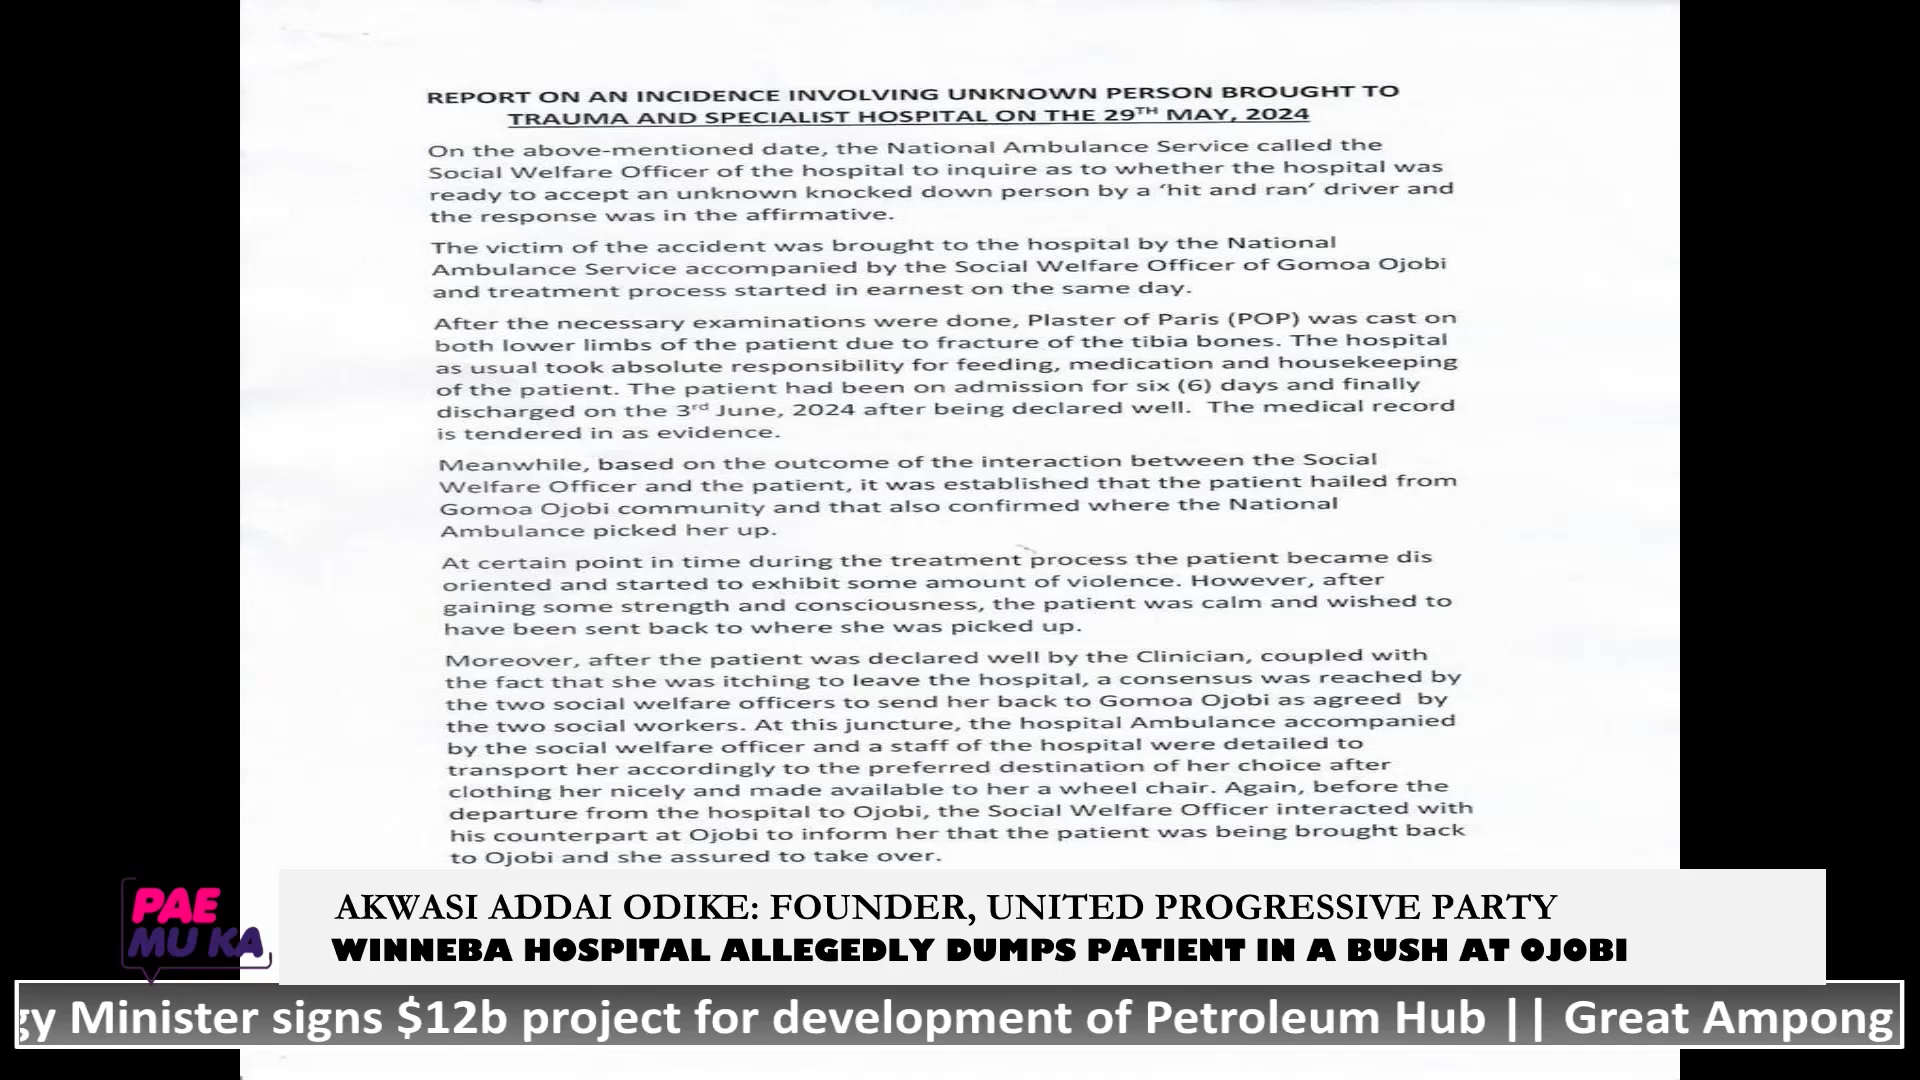 REPORT ON AN INCIDENCE INVOLVING UNKNOWN PERSON BROUGHT TO
TRAUMA AND SPECIALIST HOSPITAL ON THE 29TH MAY, 2024
On the above-mentioned date, the National Ambulance Service called the
Social Welfare Officer of the hospital to inquire as to whether the hospital was
ready to accept an unknown knocked down person by a ‘hit and ran’ driver and
the response was in the affirmative.
The victim of the accident was brought to the hospital by the National
Ambulance Service accompanied by the Social Welfare Officer of Gomoa Ojobi
and treatment process started in earnest on the same day.
After the necessary examinations were done, Plaster of Paris (POP) was cast on
both lower limbs of the patient due to fracture of the tibia bones. The hospital
as usual took absolute responsibility for feeding, medication and housekeeping
of the patient. The patient had been on admission for six (6) days and finally
discharged on the 3rd June, 2024 after being declared well. The medical record
is tendered in as evidence.
Meanwhile, based on the outcome of the interaction between the Social
Welfare Officer and the patient, it was established that the patient hailed from
Gomoa Ojobi community and that also confirmed where the National
Ambulance picked her up.
At certain point in time during the treatment process the patient became dis
oriented and started to exhibit some amount of violence. However, after
gaining some strength and consciousness, the patient was calm and wished to
have been sent back to where she was picked up.
Moreover, after the patient was declared well by the Clinician, coupled with
the fact that she was itching to leave the hospital, a consensus was reached by
the two social welfare officers to send her back to Gomoa Ojobi as agreed by
the two social workers. At this juncture, the hospital Ambulance accompanied
by the social welfare officer and a staff of the hospital were detailed to
transport her accordingly to the preferred destination of her choice after
clothing her nicely and made available to her a wheel chair. Again, before the
departure from the hospital to Ojobi, the Social Welfare Officer interacted with
his counterpart at Ojobi to inform her that the patient was being brought back
to Ojobi and she assured to take over.
PAE
MU KA
AKWASI ADDAI ODIKE: FOUNDER, UNITED PROGRESSIVE PARTY
WINNEBA HOSPITAL ALLEGEDLY DUMPS PATIENT IN A BUSH AT OJOBI
gy Minister signs $12b project for development of Petroleum Hub || Great Ampong